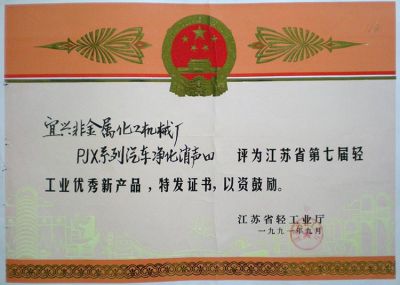 宜兴非金属化工机械厂
PJX系列汽车净化消声口 评为江苏省第七届轻
工业优秀新产品，特发证书，以资鼓励。
江苏省轻工业厅
一九九一年九月